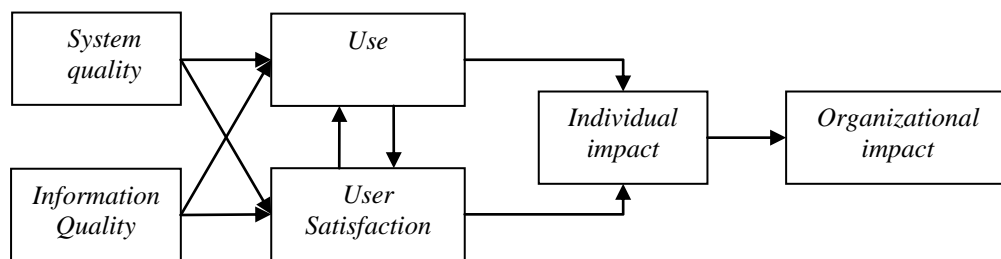 System
quality
Use
Information
Quality
User
Satisfaction
Individual
impact
Organizational
impact